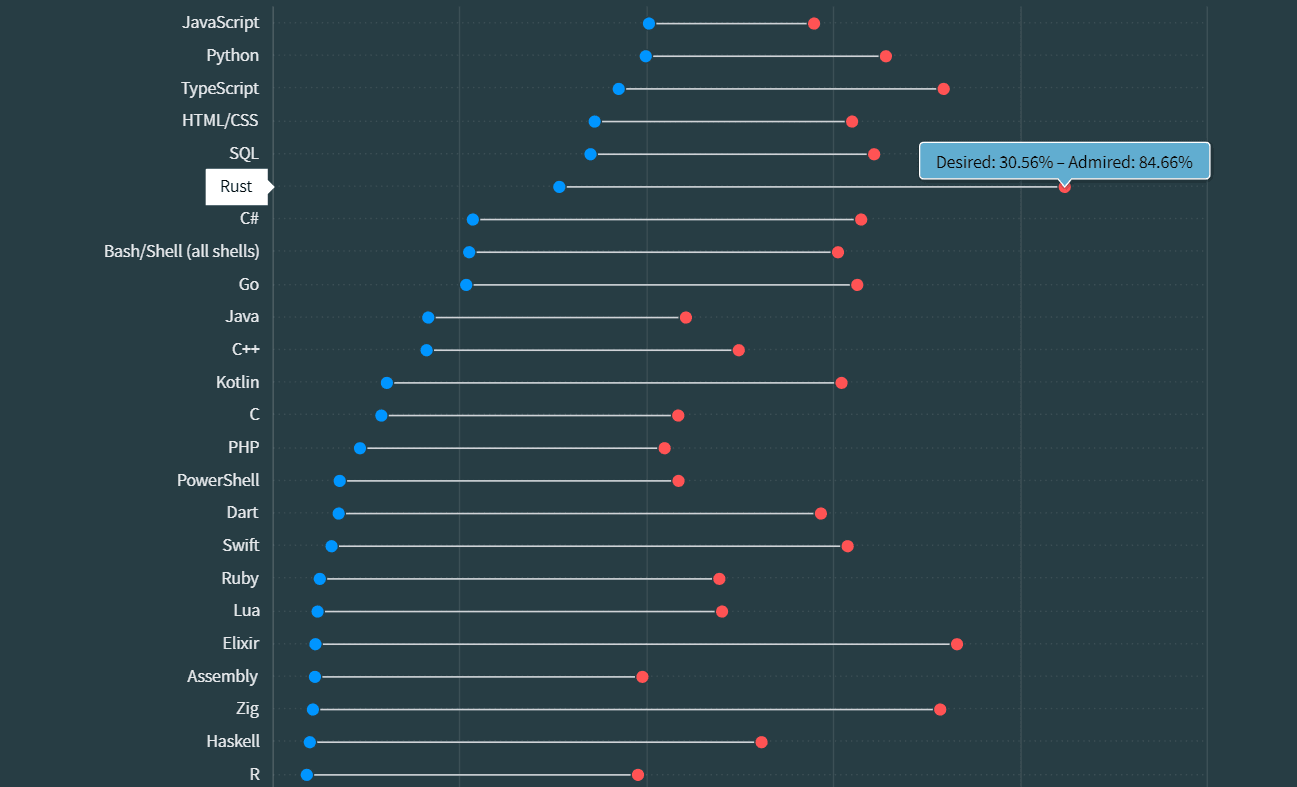 JavaScript
Python
TypeScript
HTML/CSS
SQL
Desired: 30.56% – Admired: 84.66%
Rust
C#
Bash/Shell (all shells)
Go
Java
C++
Kotlin
C
PHP
PowerShell
Dart
Swift
Ruby
Lua
Elixir
Assembly
Zig
Haskell
R